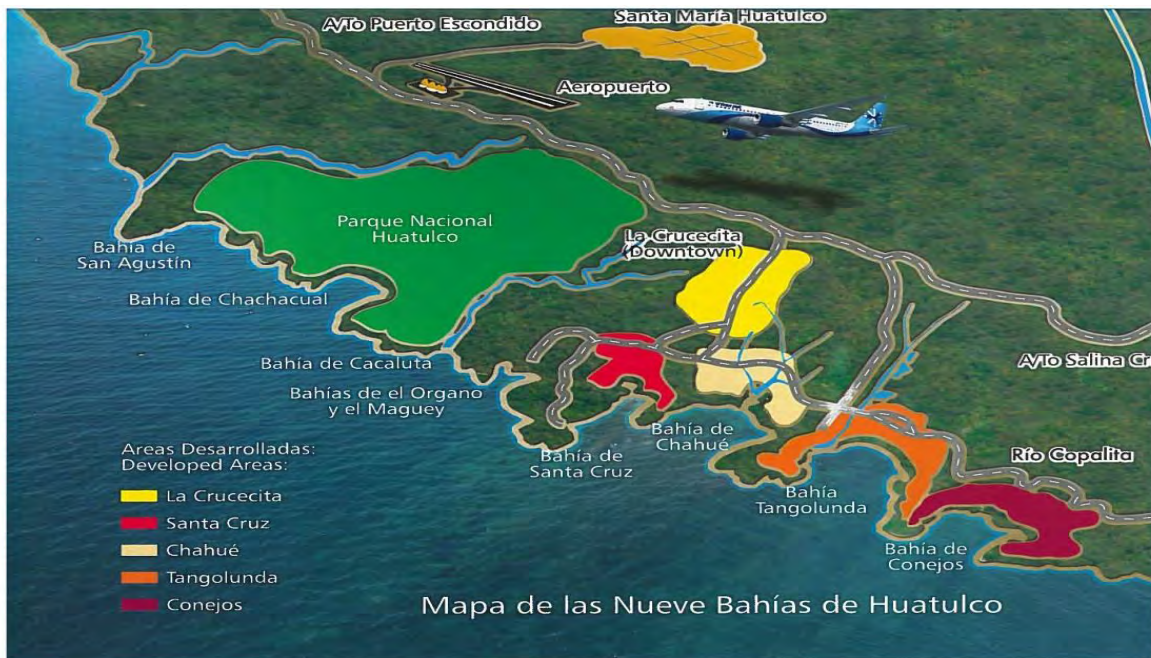 A/To Puerto Escondido
Santa María Huatulco
Aeropuerto
Parque Nacional
Huatulco
La Crucecita
(Downtown)
Bahía de
San Agustín
Bahía de Chachacual
Bahía de Cacaluta
Bahías de el Organo
y el Maguey
A/To Salina Cr
Bahía de
Santa Cruz
Bahía de
Chahué
Bahía
Tangolunda
Río Copalita
Bahía de
Conejos
Areas Desarrolladas:
Developed Areas:
La Crucecita
Santa Cruz
Chahué
Tangolunda
Conejos
Mapa de las Nueve Bahías de Huatulco